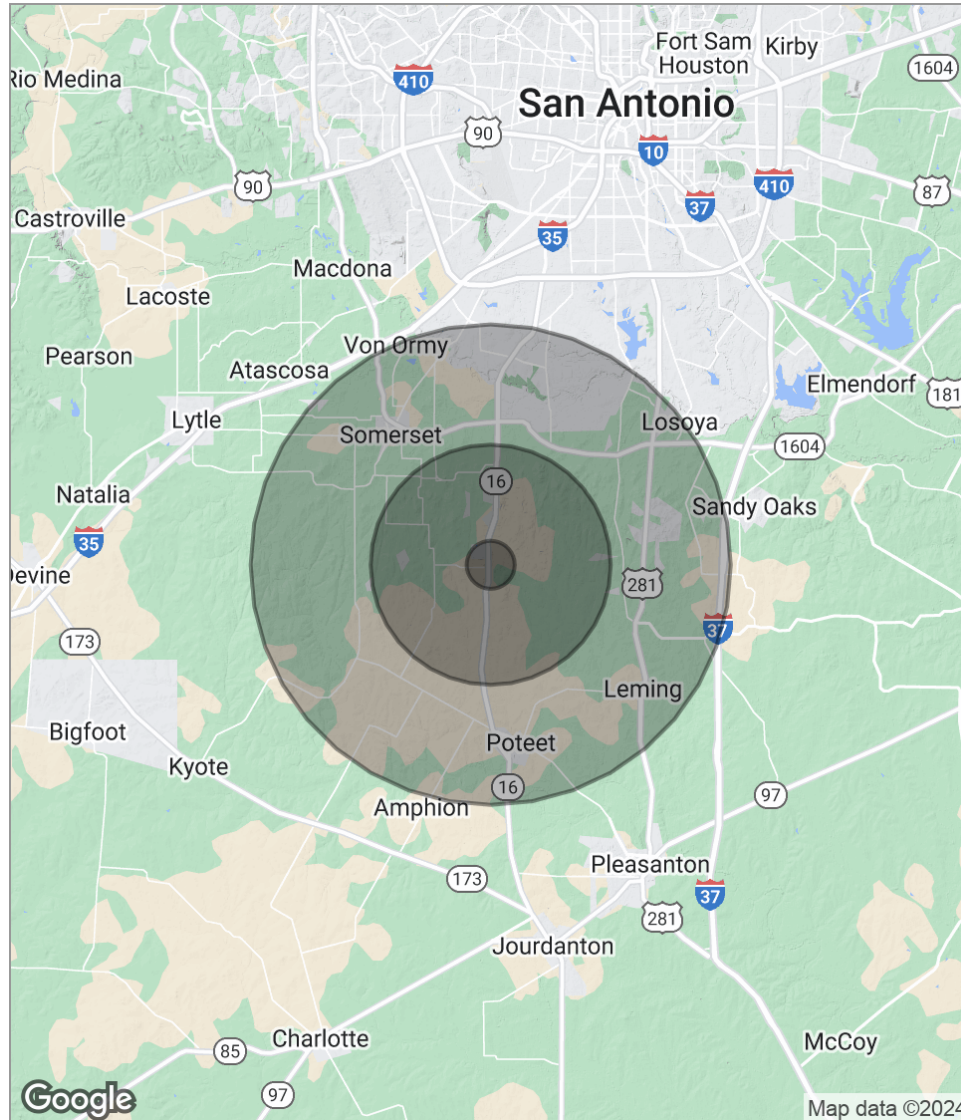 Fort Sam
Houston
Kirby
1604
Rio Medina
410
San Antonio
90
10
90
410
87
37
Castroville
35
Macdona
Lacoste
Von Ormy
Pearson
Atascosa
Elmendorf
181
Lytle
Losoya
Somerset
1604
16
Natalia
Sandy Oaks
35
Devine
281
173
37
Leming
Bigfoot
Poteet
Kyote
16
97
Amphion
Pleasanton
173
37
281
Jourdanton
Charlotte
McCoy
85
97
Google
Map data ©2024